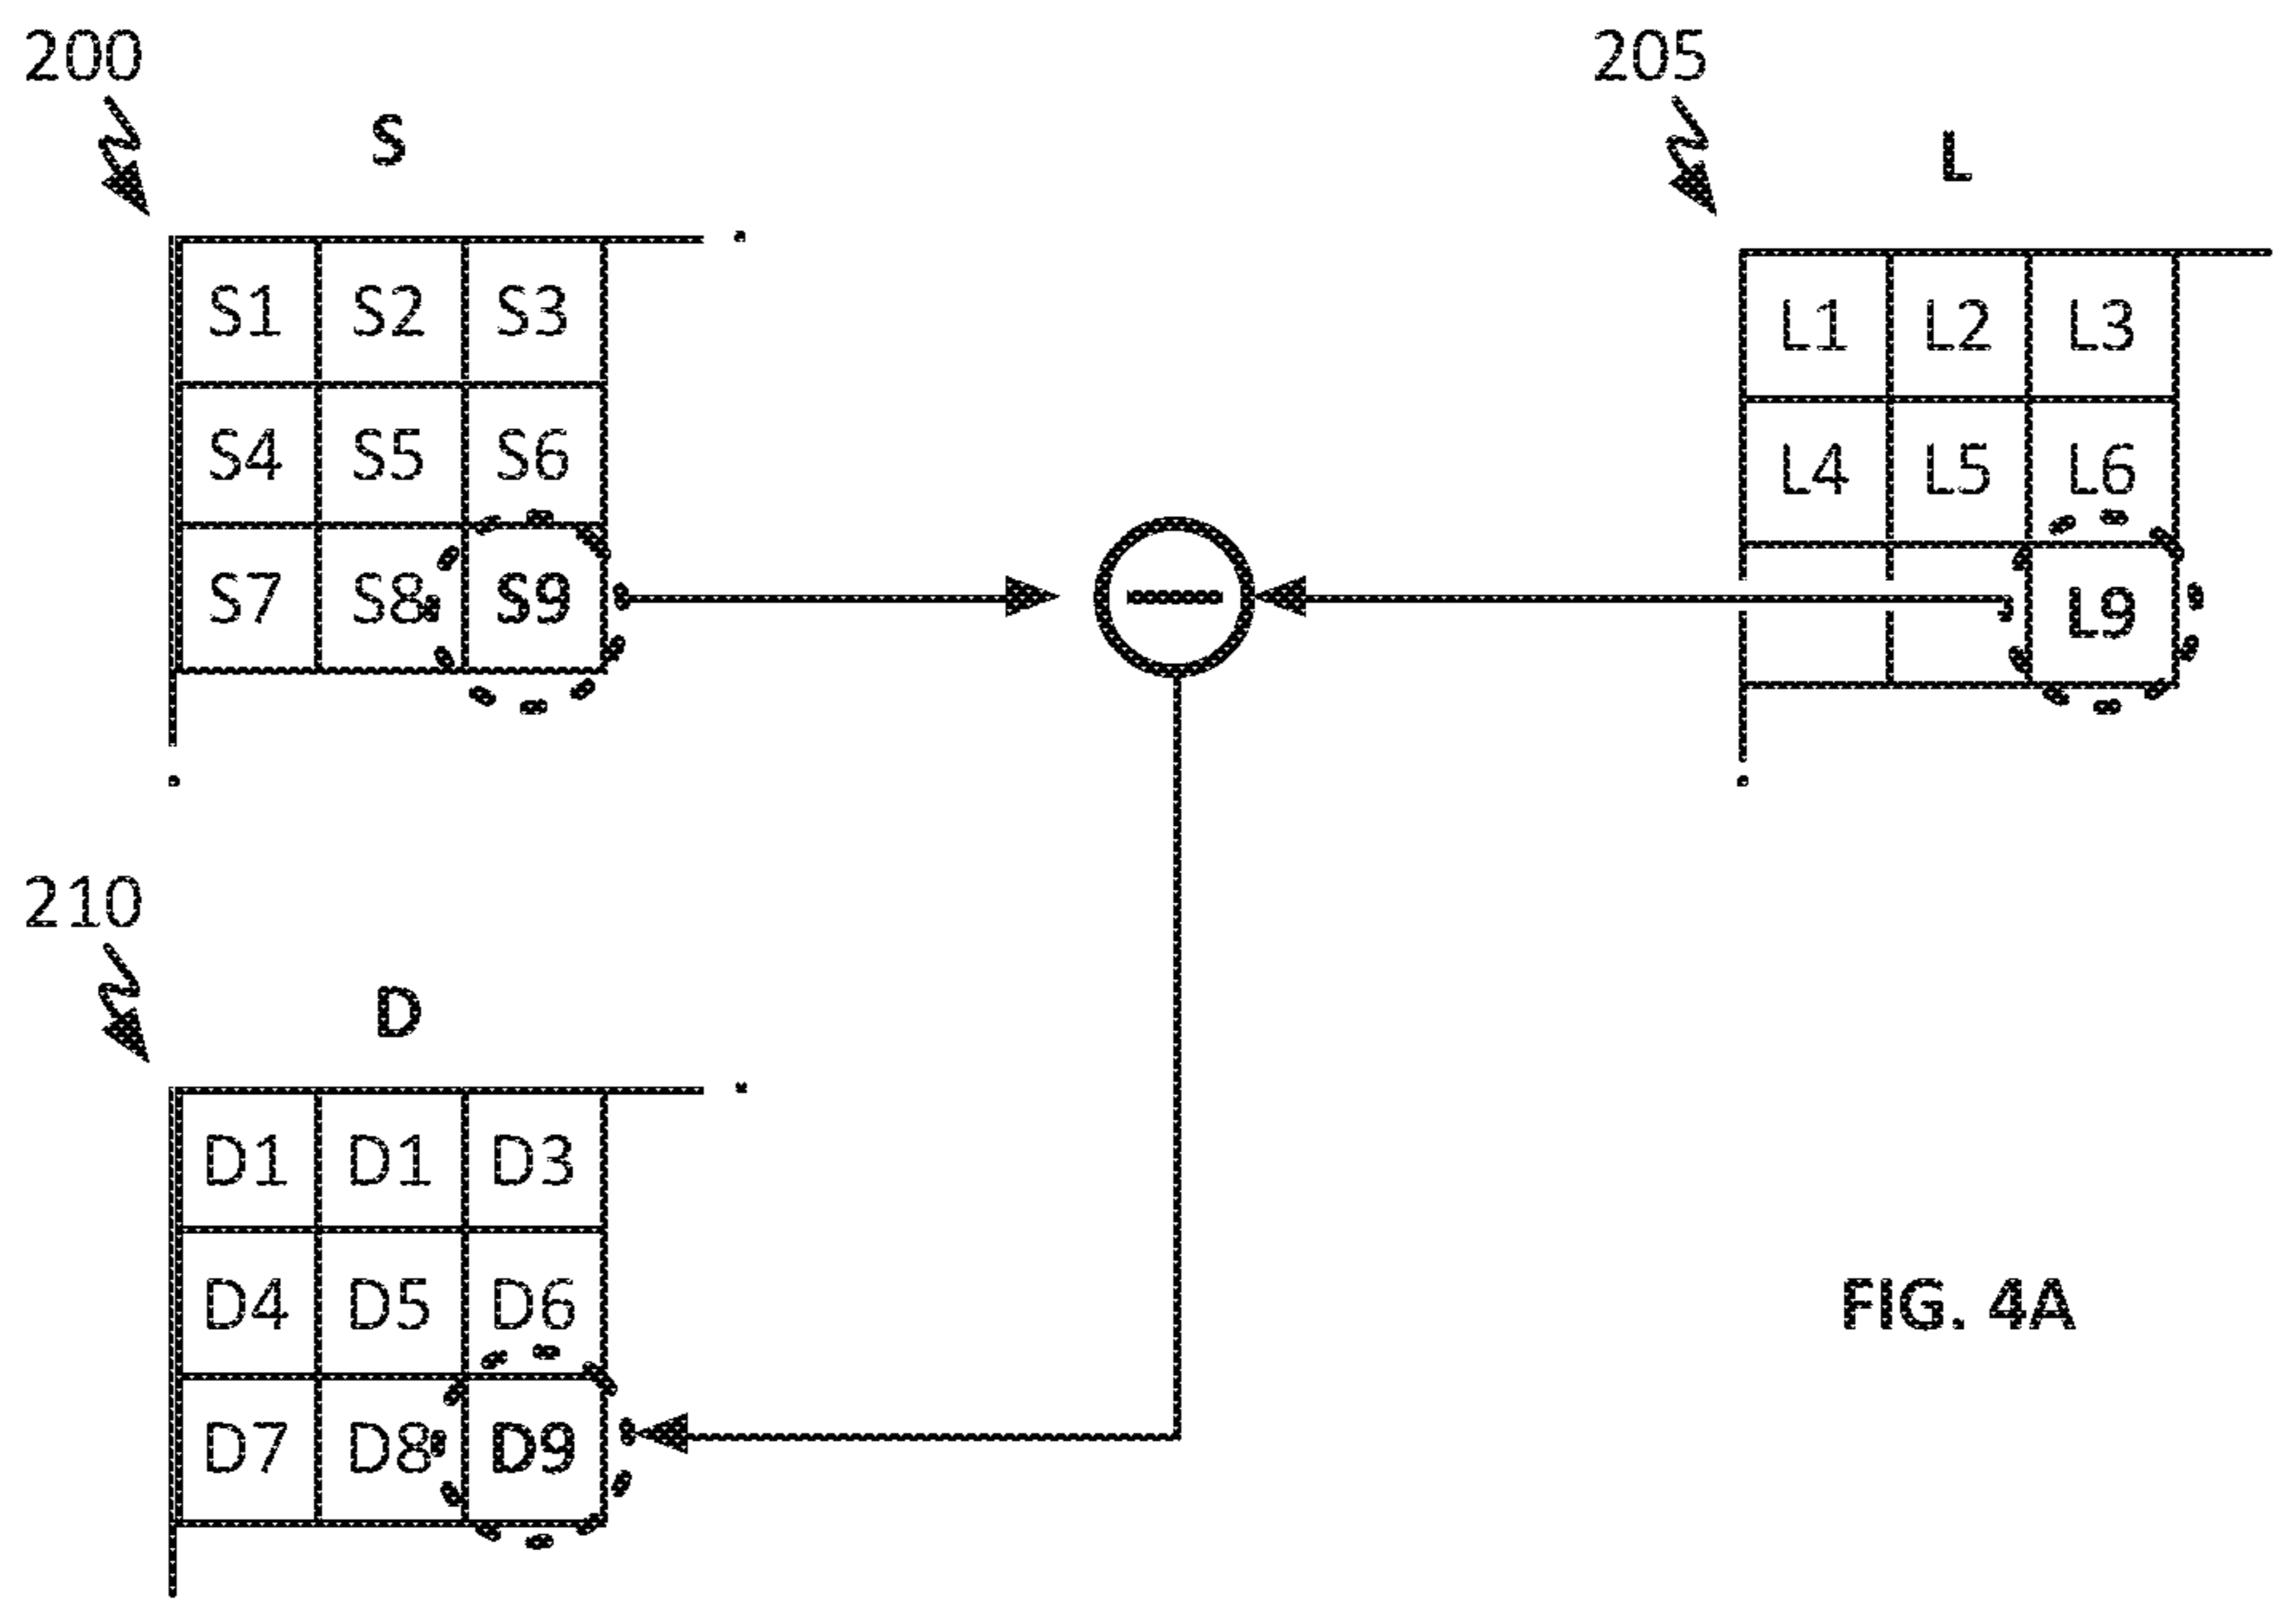 200
205
S
L
S1 S2 S3
L1 L2 L3
S4 S5 S6
L4 L5 L6
S7 S8 S9
L9
210
D
D1 D1 D3
D4 D5 D6
D7 D8 D9
FIG. 4A